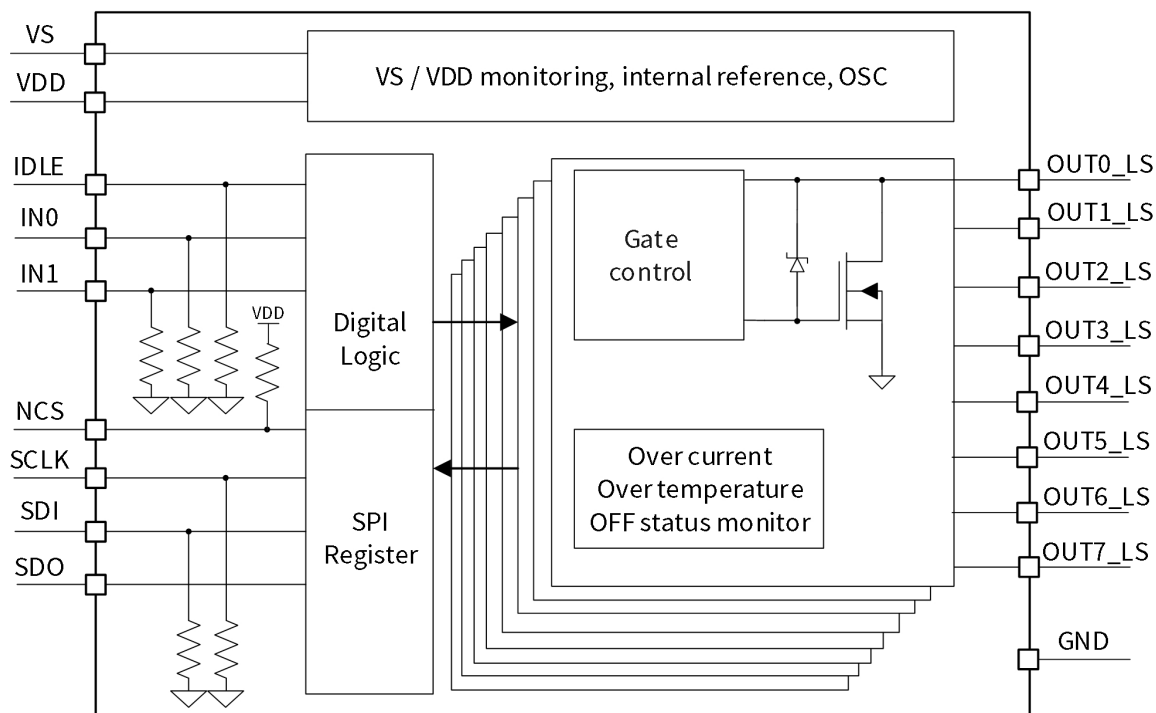 VS
VDD
VS / VDD monitoring, internal reference, OSC
IDLE
IN0
IN1
VDD
NCS
SCLK
SDI
SDO
Digital
Logic
SPI
Register
Gate
control
Over current
Over temperature
OFF status monitor
OUT0_LS
OUT1_LS
OUT2_LS
OUT3_LS
OUT4_LS
OUT5_LS
OUT6_LS
OUT7_LS
GND